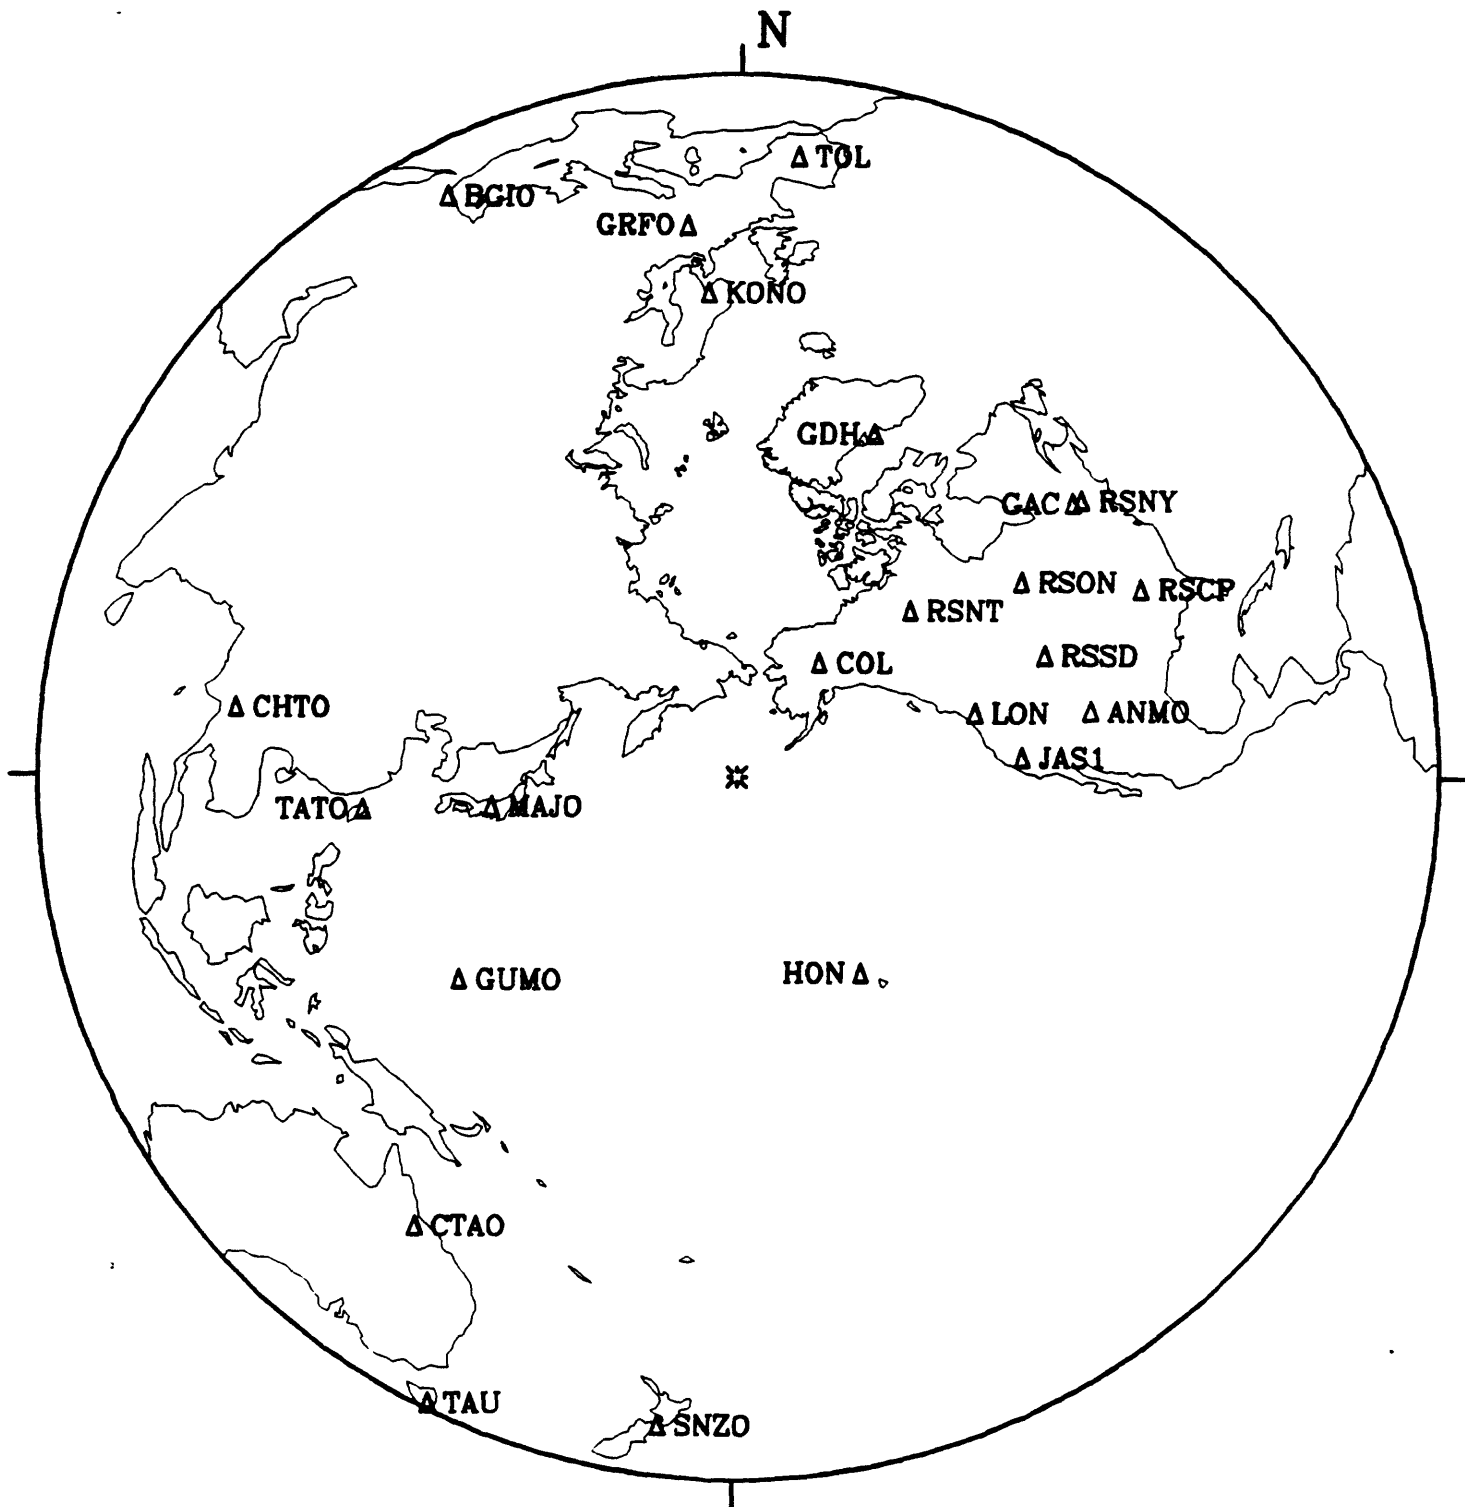 N
TOL
BGIO
GRFO
KONO
GDH
GAC RSNY
RSON
RSCP
RSNT
RSSD
COL
CHTO
LON
ANMO
JAS1
TATO
MAJO
HON
GUMO
CTAO
TAU
SNZO